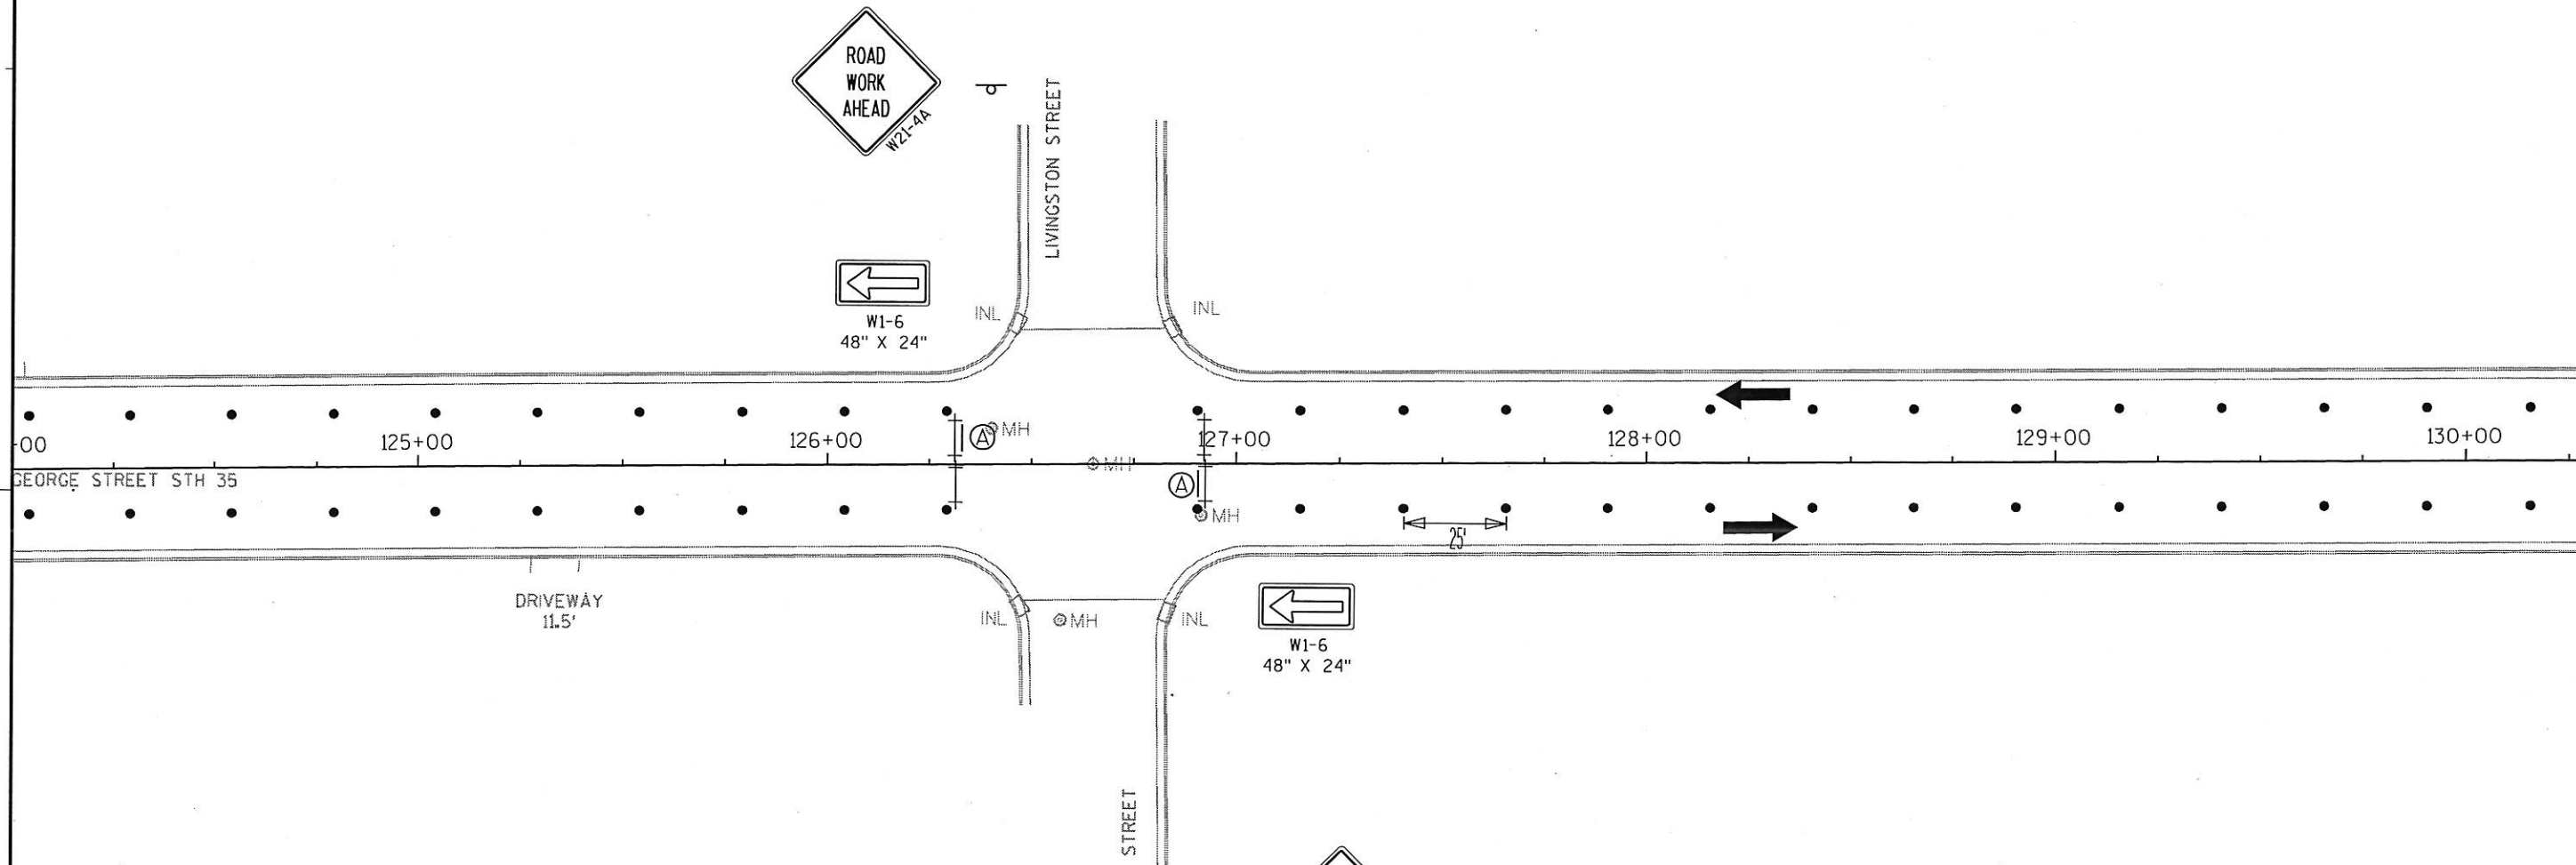 ROAD
WORK
AHEAD
W21-4A
LIVINGSTON STREET
W1-6
48" X 24"
INL
INL
+00
125+00
126+00
127+00
128+00
129+00
130+00
A
MH
MH
GEORGE STREET STH 35
A
MH
25'
DRIVEWAY
11.5'
INL
MH
INL
W1-6
48" X 24"
STREET